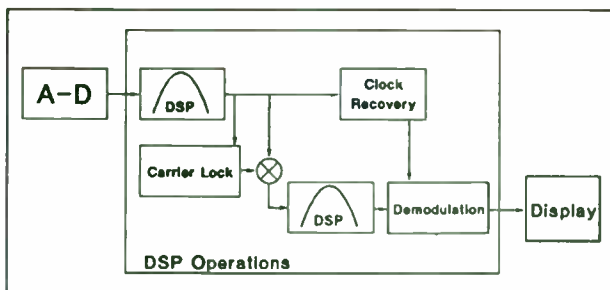 A-D
DSP
Clock
Recovery
Carrier Lock
DSP
Demodulation
Display
DSP Operations